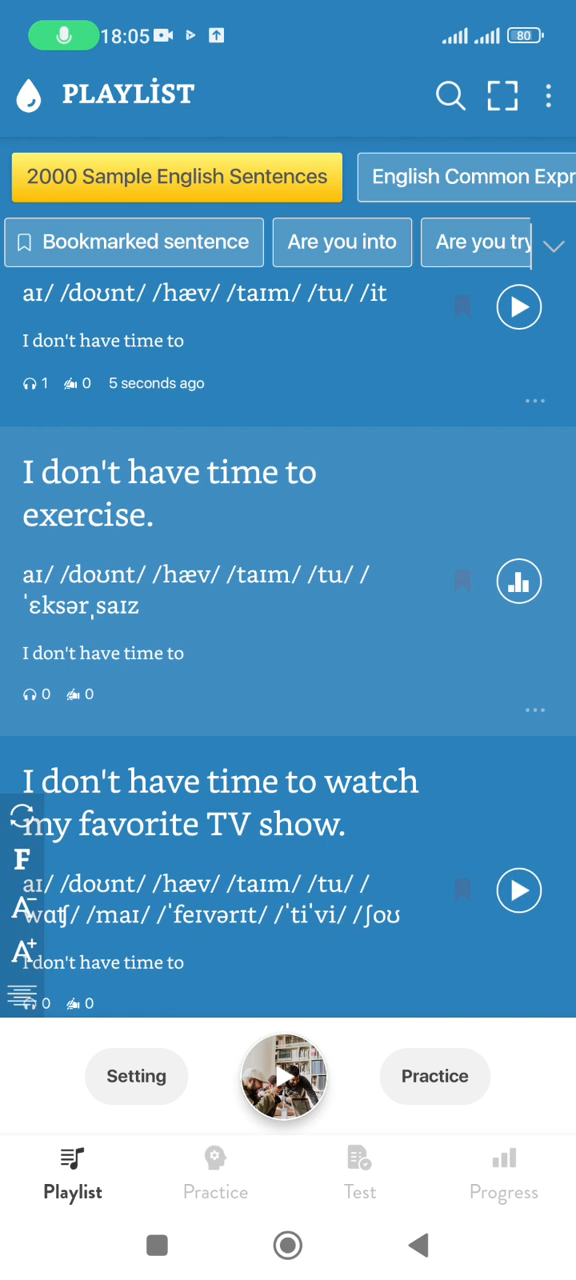 18:05
80
PLAYLİST
2000 Sample English Sentences
English Common Expr
Bookmarked sentence
Are you into
Are you try
aɪ/ /doʊnt/ /hæv/ /taɪm/ /tu/ /it
I don't have time to
1 0 5 seconds ago
I don't have time to
exercise.
aɪ/ /doʊnt/ /hæv/ /taɪm/ /tu/ /
ˈɛksərˌsaɪz
I don't have time to
0 0
I don't have time to watch
my favorite TV show.
F
aɪ/ /doʊnt/ /hæv/ /taɪm/ /tu/ /
A-
wɑʧ/ /maɪ/ /ˈfeɪvərɪt/ /ˈtiˈvi/ /ʃoʊ
A+
I don't have time to
0 0
Setting
Practice
Playlist
Practice
Test
Progress